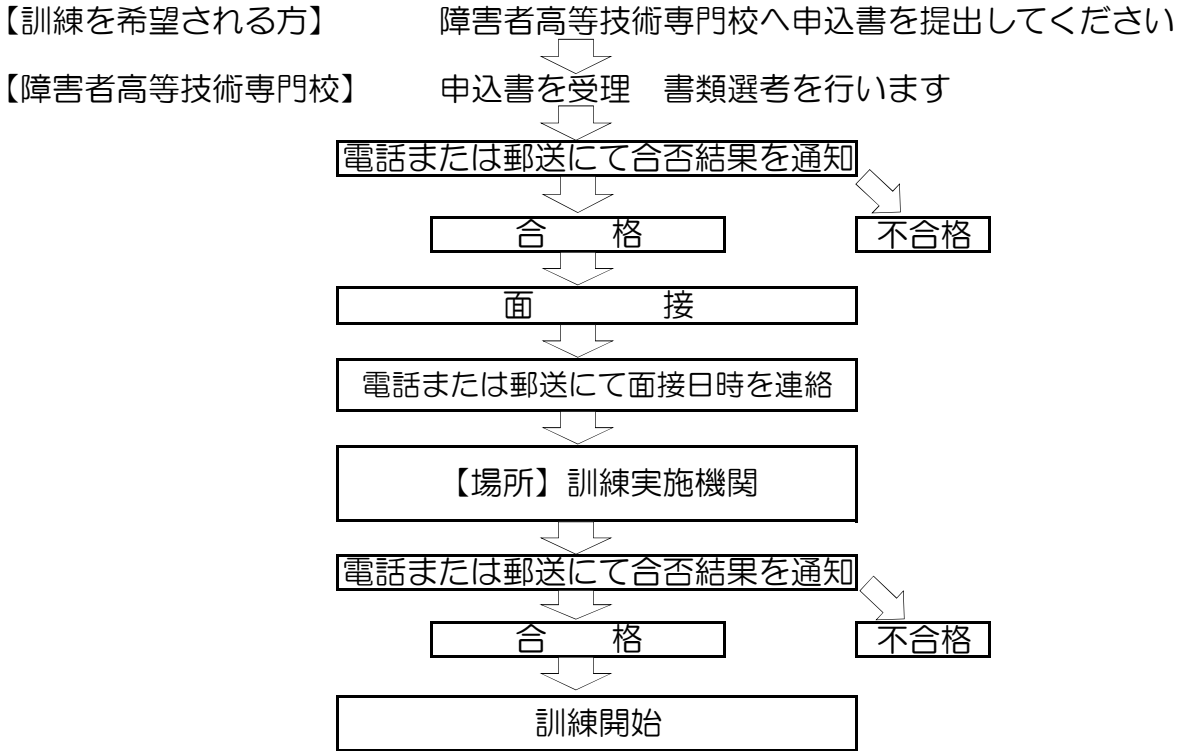 【訓練を希望される方】　障害者高等技術専門校へ申込書を提出してください
【障害者高等技術専門校】　申込書を受理　書類選考を行います
電話または郵送にて合否結果を通知
合　格　不合格
面　接
電話または郵送にて面接日時を連絡
【場所】訓練実施機関
電話または郵送にて合否結果を通知
合　格　不合格
訓練開始